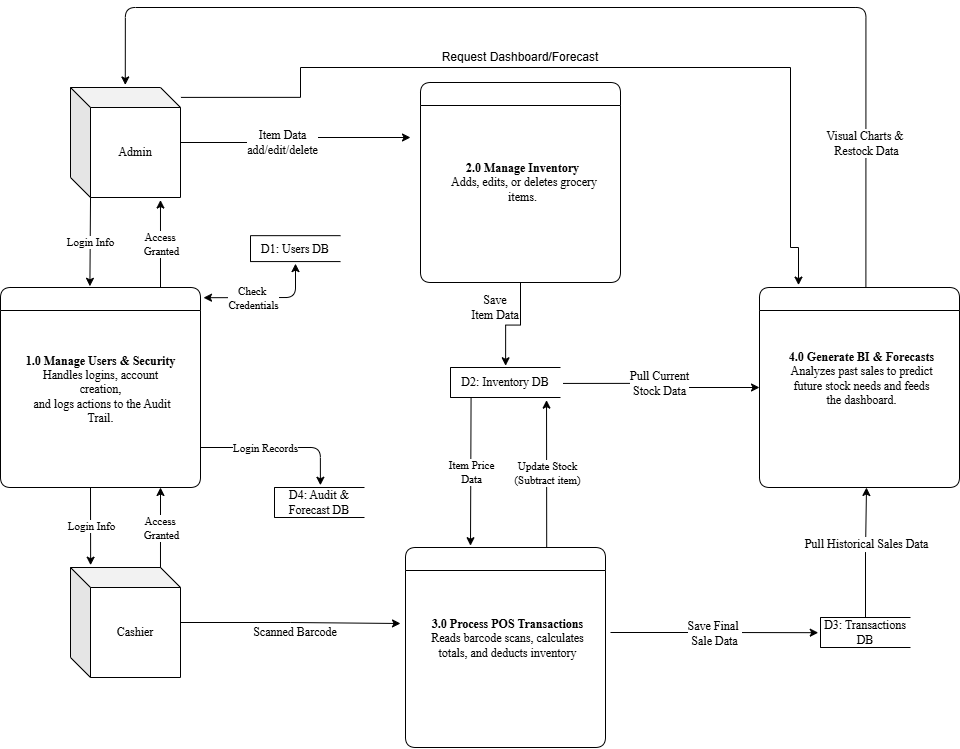 Request Dashboard/Forecast
Admin
Item Data
add/edit/delete
Visual Charts &
Restock Data
2.0 Manage Inventory
Adds, edits, or deletes grocery
items.
Login Info
Access
Granted
D1: Users DB
Check
Credentials
Save
Item Data
1.0 Manage Users & Security
Handles logins, account
creation,
and logs actions to the Audit
Trail.
D2: Inventory DB
Pull Current
Stock Data
4.0 Generate BI & Forecasts
Analyzes past sales to predict
future stock needs and feeds
the dashboard.
Login Records
D4: Audit &
Forecast DB
Item Price
Data
Update Stock
(Subtract item)
Login Info
Access
Granted
Pull Historical Sales Data
Cashier
Scanned Barcode
3.0 Process POS Transactions
Reads barcode scans, calculates
totals, and deducts inventory
Save Final
Sale Data
D3: Transactions
DB